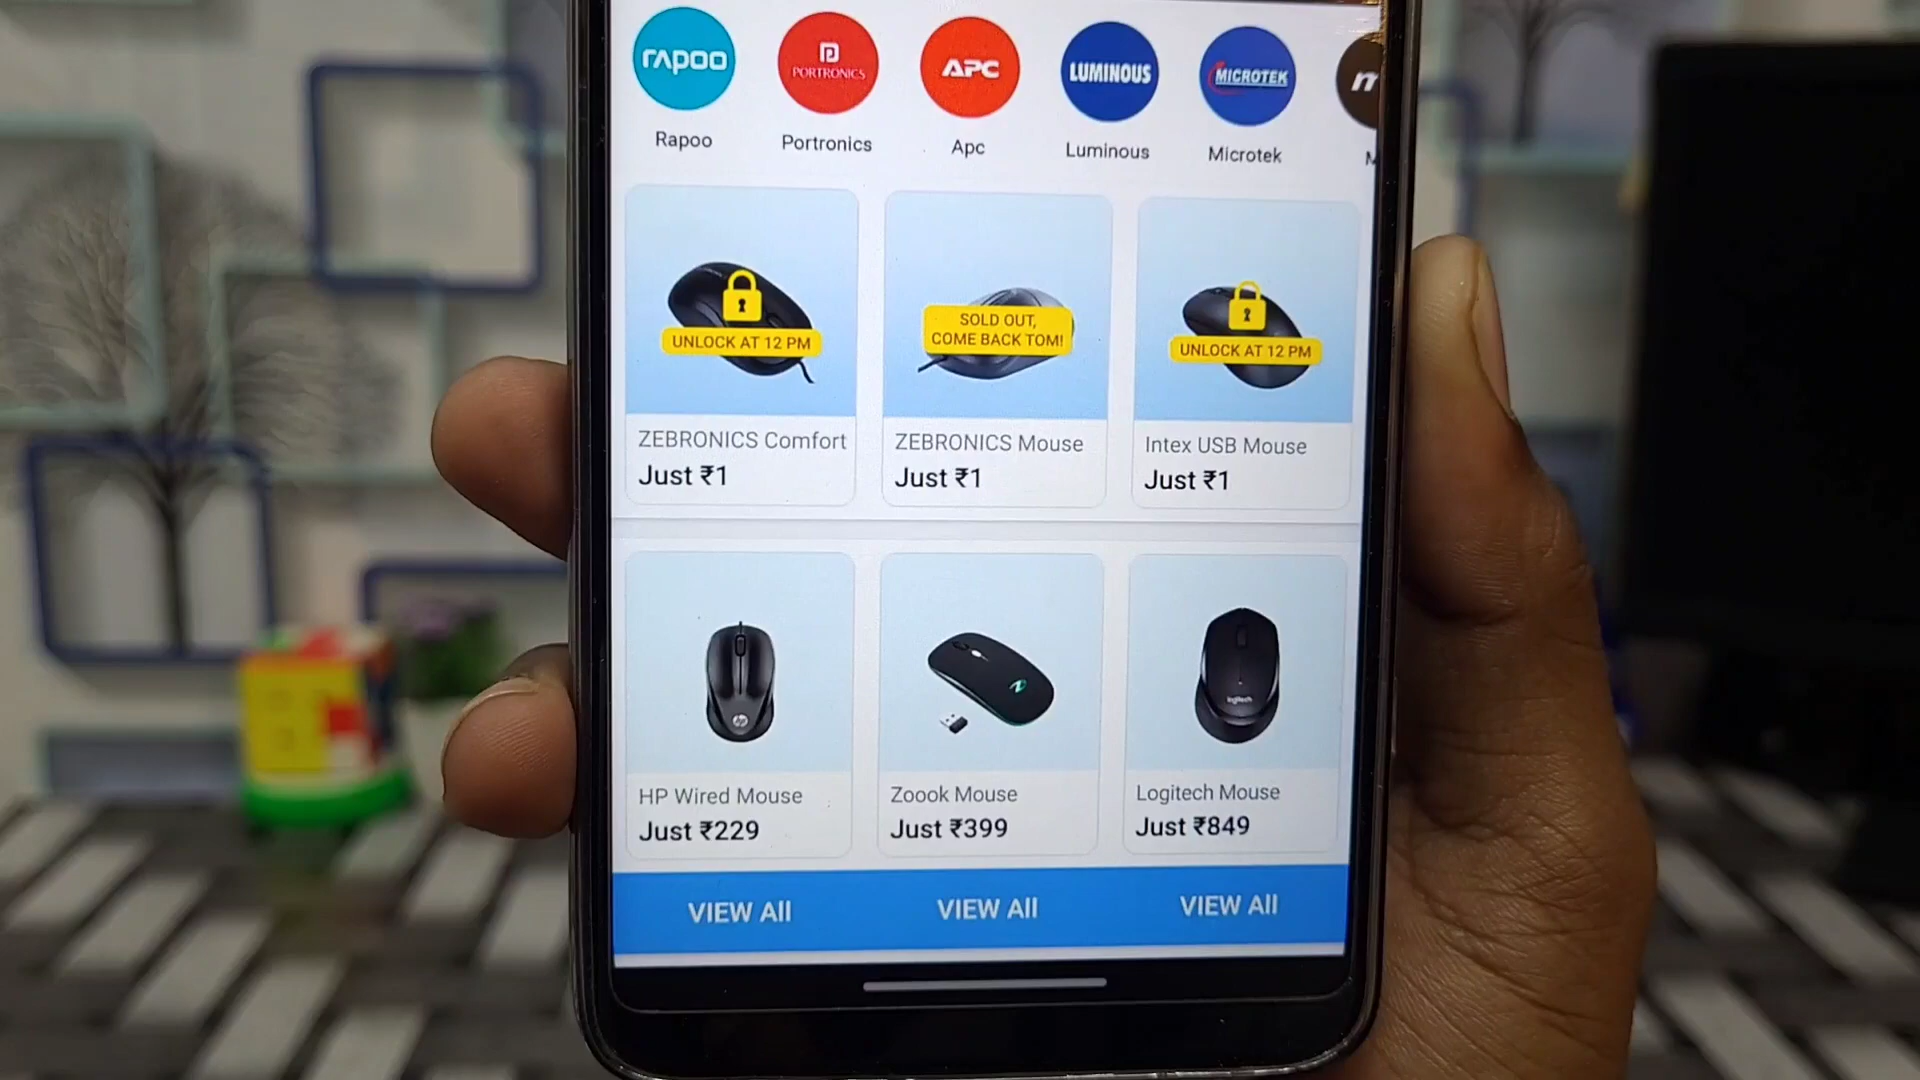 rapoo
PORTRONICS
APC
LUMINOUS
MICROTEK
Rapoo
Portronics
Apc
Luminous
Microtek
UNLOCK AT 12 PM
SOLD OUT,
COME BACK TOM!
UNLOCK AT 12 PM
ZEBRONICS Comfort
Just ₹1
ZEBRONICS Mouse
Just ₹1
Intex USB Mouse
Just ₹1
hp
logitech
HP Wired Mouse
Just ₹229
Zoook Mouse
Just ₹399
Logitech Mouse
Just ₹849
VIEW All
VIEW All
VIEW All